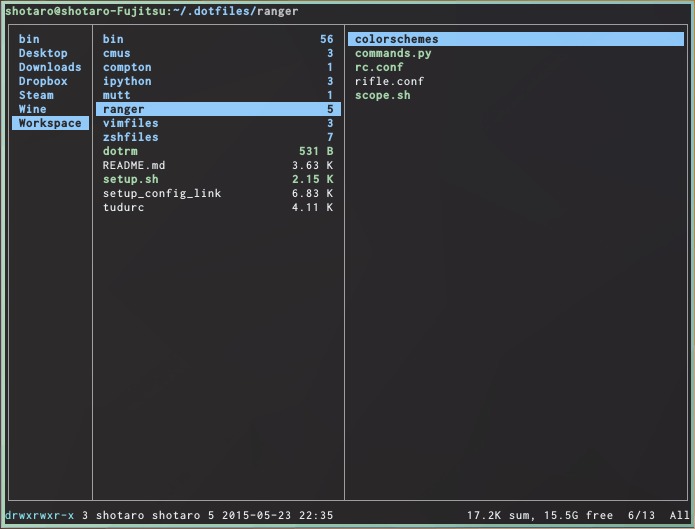 shotaro@shotaro-Fujitsu:~/.dotfiles/ranger
bin
Desktop
Downloads
Dropbox
Steam
Wine
Workspace
bin 56
cmus 3
compton 1
ipython 3
mutt 1
ranger 5
vimfiles 3
zshfiles 7
dotrm 531 B
README.md 3.63 K
setup.sh 2.15 K
setup_config_link 6.83 K
tudurc 4.11 K
colorschemes
commands.py
rc.conf
rifle.conf
scope.sh
drwxrwxr-x 3 shotaro shotaro 5 2015-05-23 22:35 17.2K sum, 15.5G free 6/13 All